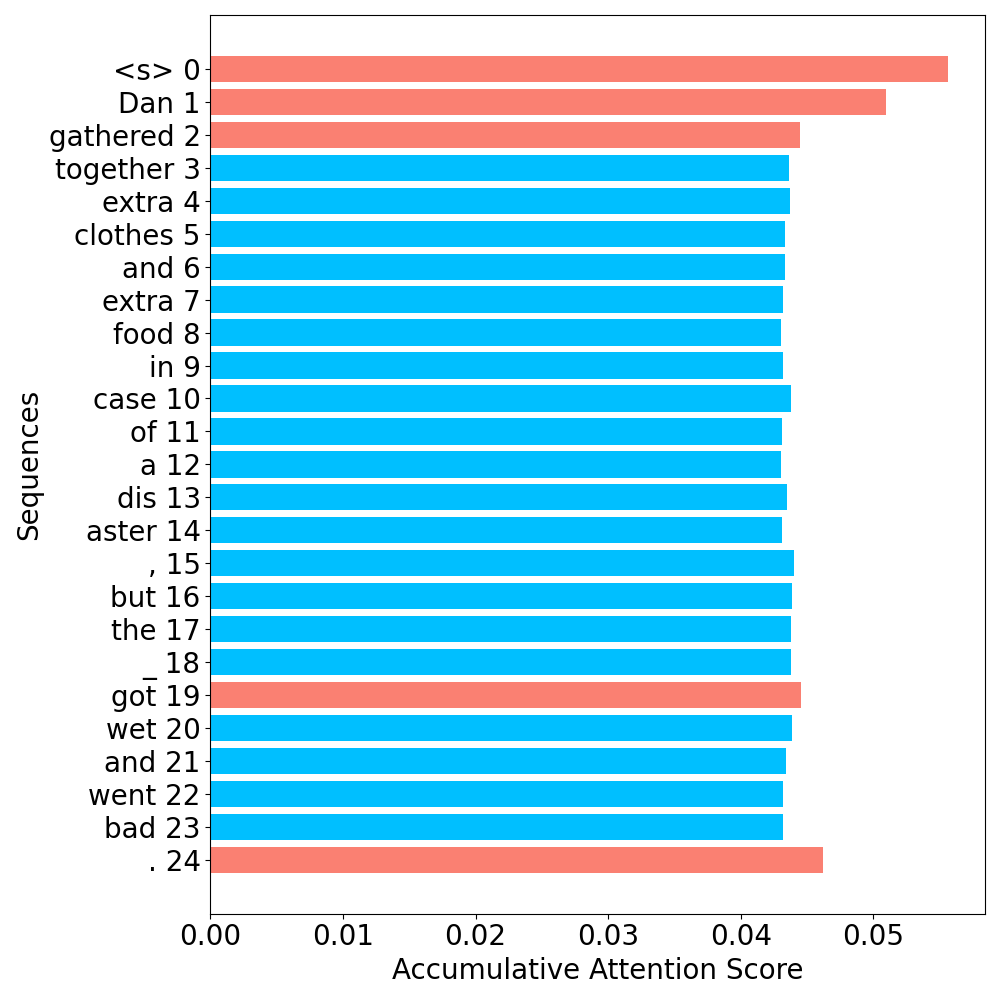 <s> 0
Dan 1
gathered 2
together 3
extra 4
clothes 5
and 6
extra 7
food 8
in 9
case 10
of 11
a 12
dis 13
aster 14
, 15
but 16
the 17
_ 18
got 19
wet 20
and 21
went 22
bad 23
. 24
Sequences
0.00 0.01 0.02 0.03 0.04 0.05
Accumulative Attention Score